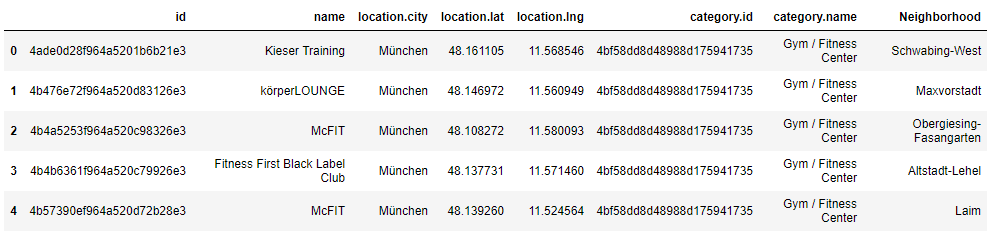 id name location.city location.lat location.lng category.id category.name Neighborhood
0 4ade0d28f964a5201b6b21e3 Kieser Training München 48.161105 11.568546 4bf58dd8d48988d175941735 Gym / Fitness Center Schwabing-West
1 4b476e72f964a520d83126e3 körperLOUNGE München 48.146972 11.560949 4bf58dd8d48988d175941735 Gym / Fitness Center Maxvorstadt
2 4b4a5253f964a520c98326e3 McFIT München 48.108272 11.580093 4bf58dd8d48988d175941735 Gym / Fitness Center Obergiesing-Fasangarten
3 4b4b6361f964a520c79926e3 Fitness First Black Label Club München 48.137731 11.571460 4bf58dd8d48988d175941735 Gym / Fitness Center Altstadt-Lehel
4 4b57390ef964a520d72b28e3 McFIT München 48.139260 11.524564 4bf58dd8d48988d175941735 Gym / Fitness Center Laim